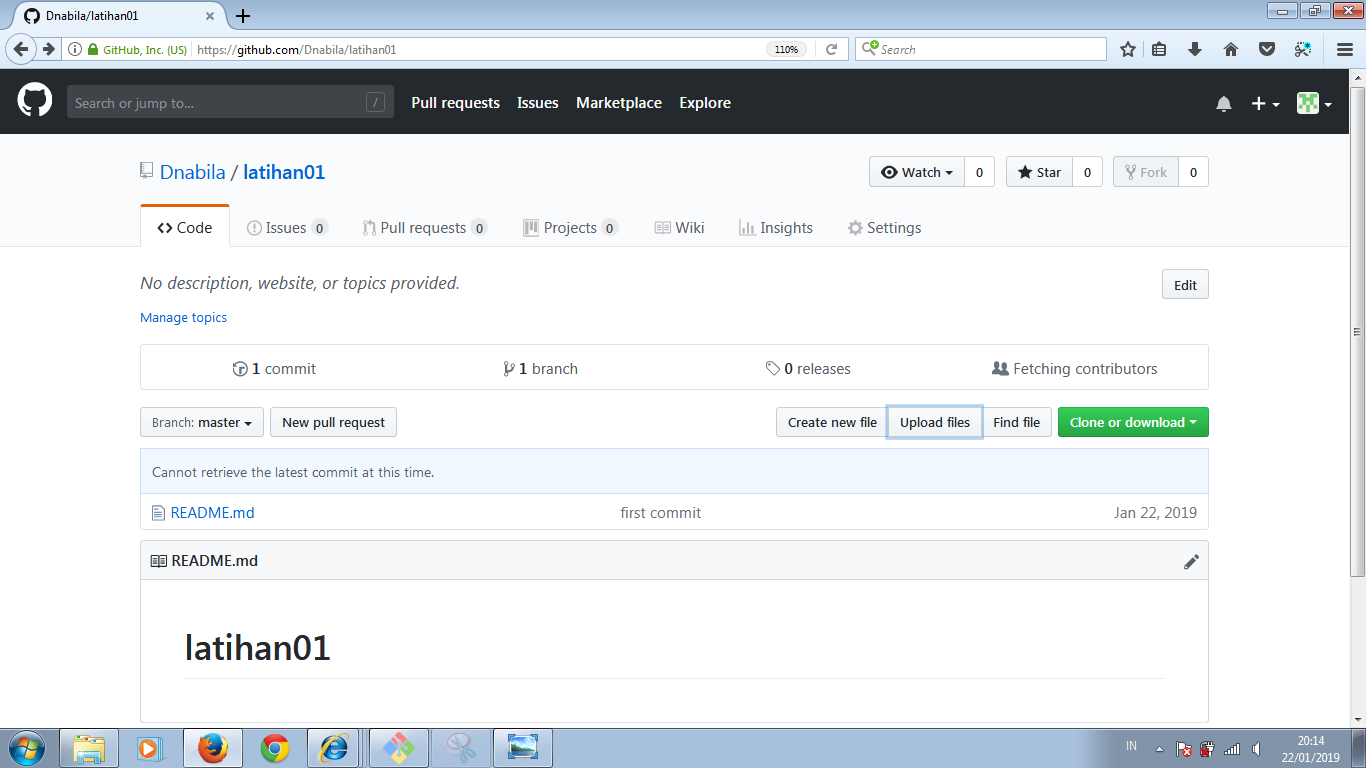 Dnabila/latihan01
GitHub, Inc. (US) https://github.com/Dnabila/latihan01 110% Search
Search or jump to... / Pull requests Issues Marketplace Explore
Dnabila / latihan01 Watch 0 Star 0 Fork 0
Code Issues 0 Pull requests 0 Projects 0 Wiki Insights Settings
No description, website, or topics provided. Edit
Manage topics
1 commit 1 branch 0 releases Fetching contributors
Branch: master New pull request Create new file Upload files Find file Clone or download
Cannot retrieve the latest commit at this time.
README.md first commit Jan 22, 2019
README.md
latihan01
IN 20:14
22/01/2019